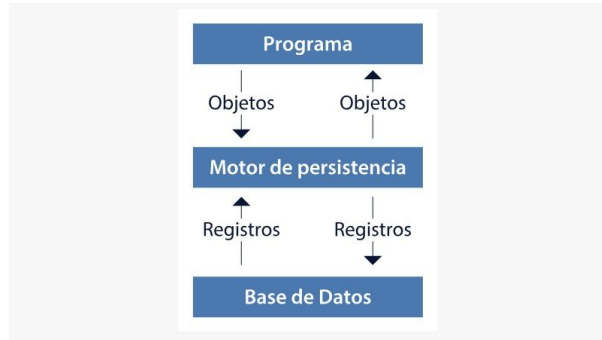 Programa
Objetos Objetos
Motor de persistencia
Registros Registros
Base de Datos